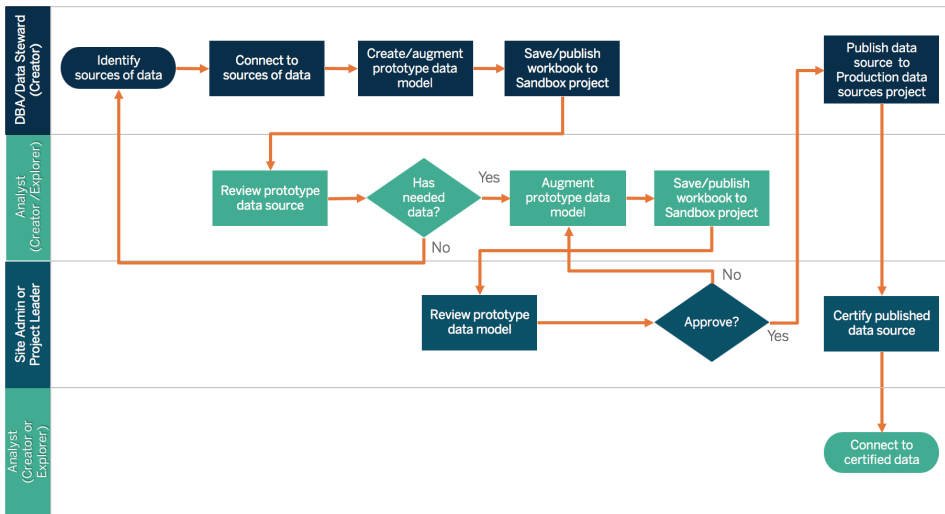 DBA/Data Steward
(Creator)
Identify
sources of data
Connect to
sources of data
Create/augment
prototype data
model
Save/publish
workbook to
Sandbox project
Publish data
source to
Production data
sources project
Analyst
(Creator /Explorer)
Review prototype
data source
Has
needed
data?
Yes
No
Augment
prototype data
model
Save/publish
workbook to
Sandbox project
Site Admin or
Project Leader
Review prototype
data model
Approve?
No
Yes
Certify published
data source
Analyst
(Creator or
Explorer)
Connect to
certified data